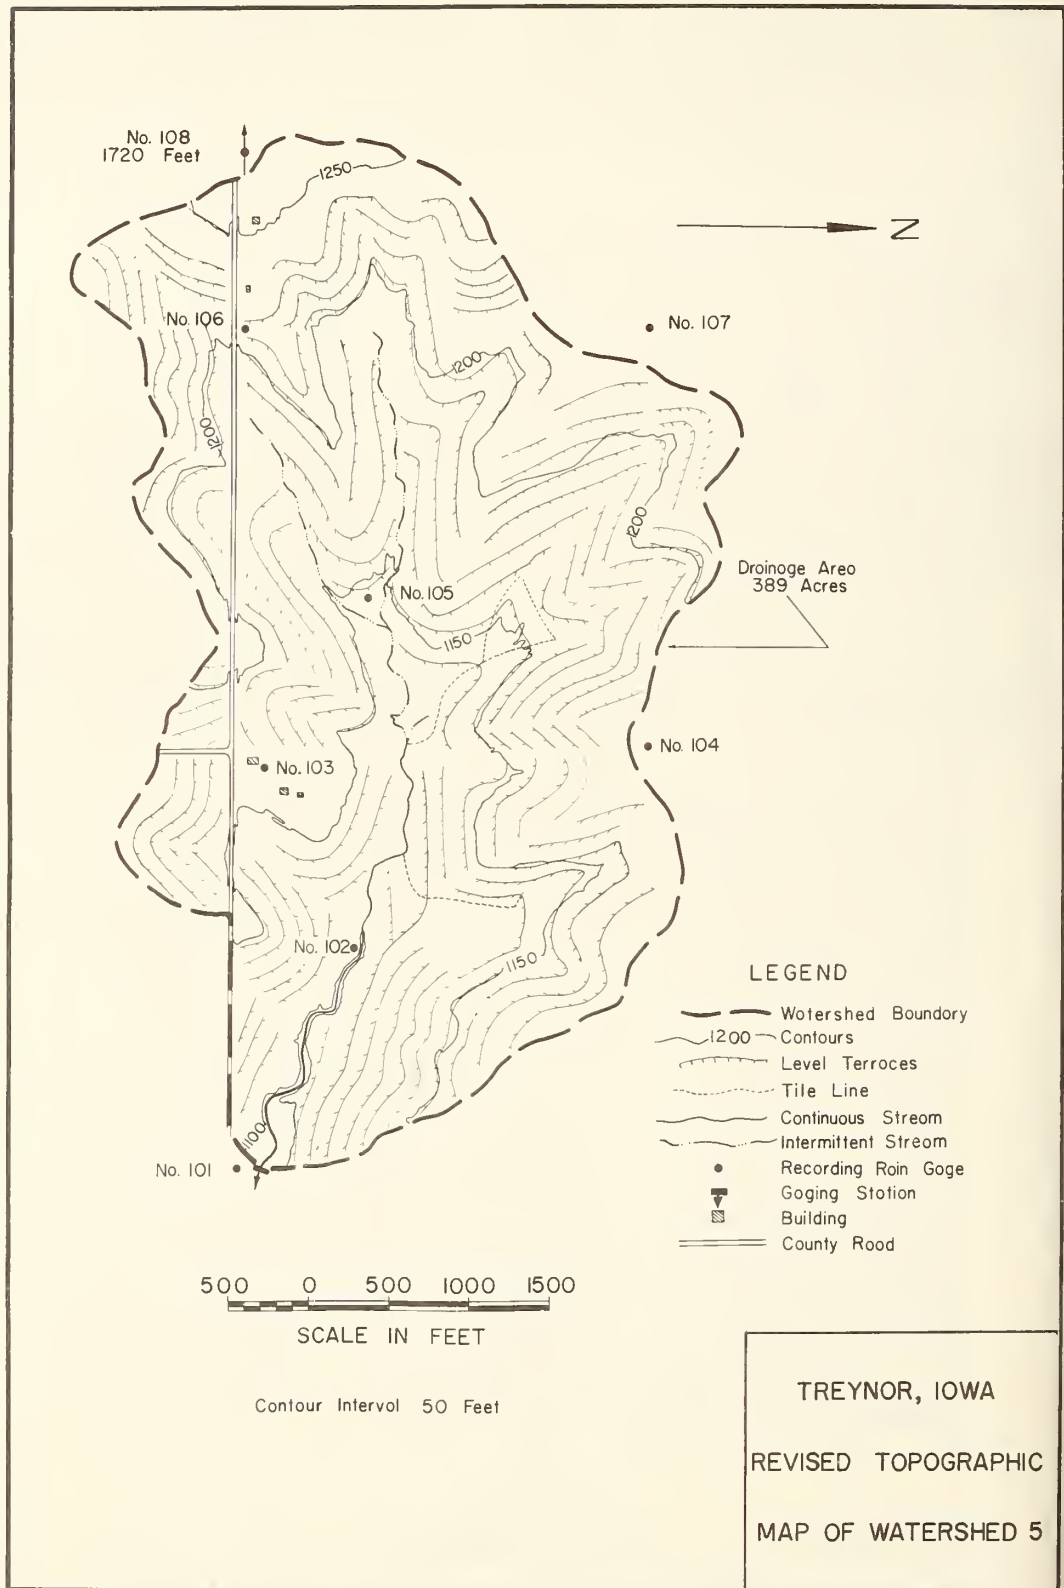 No. 108
1720 Feet
1250
N
No. 106
No. 107
1200
1200
1200
Droinoge Areo
389 Acres
No. 105
1150
No. 104
No. 103
No. 102
1150
1100
No. 101
LEGEND
Wotershed Boundory
1200 Contours
Level Terroces
Tile Line
Continuous Streom
Intermittent Streom
Recording Roin Goge
Goging Stotion
Building
County Rood
500 0 500 1000 1500
SCALE IN FEET
Contour Intervol 50 Feet
TREYNOR, IOWA
REVISED TOPOGRAPHIC
MAP OF WATERSHED 5